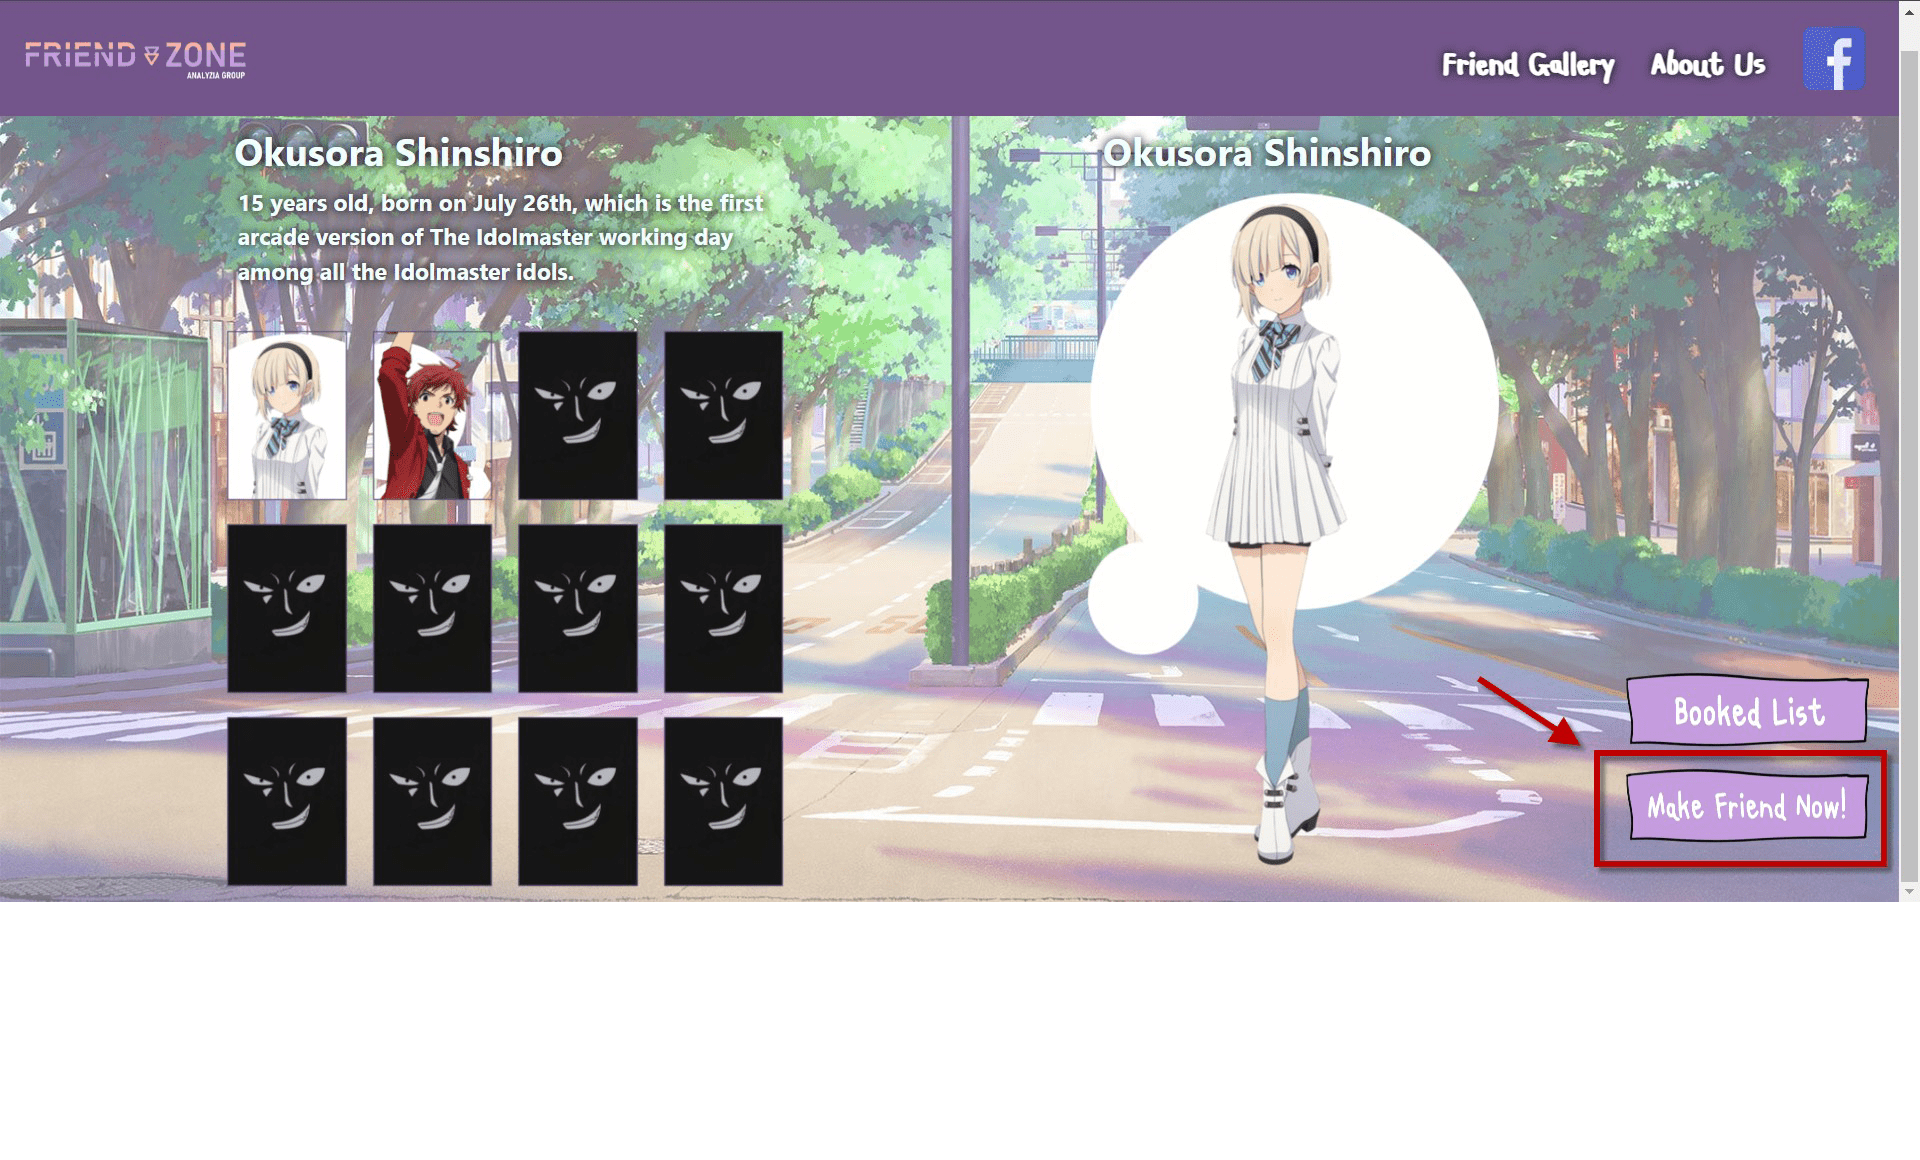 FRIEND ZONE
ANALYZIA GROUP
Friend Gallery
About Us
f
Okusora Shinshiro
15 years old, born on July 26th, which is the first
arcade version of The Idolmaster working day
among all the Idolmaster idols.
Okusora Shinshiro
Booked List
Make Friend Now!